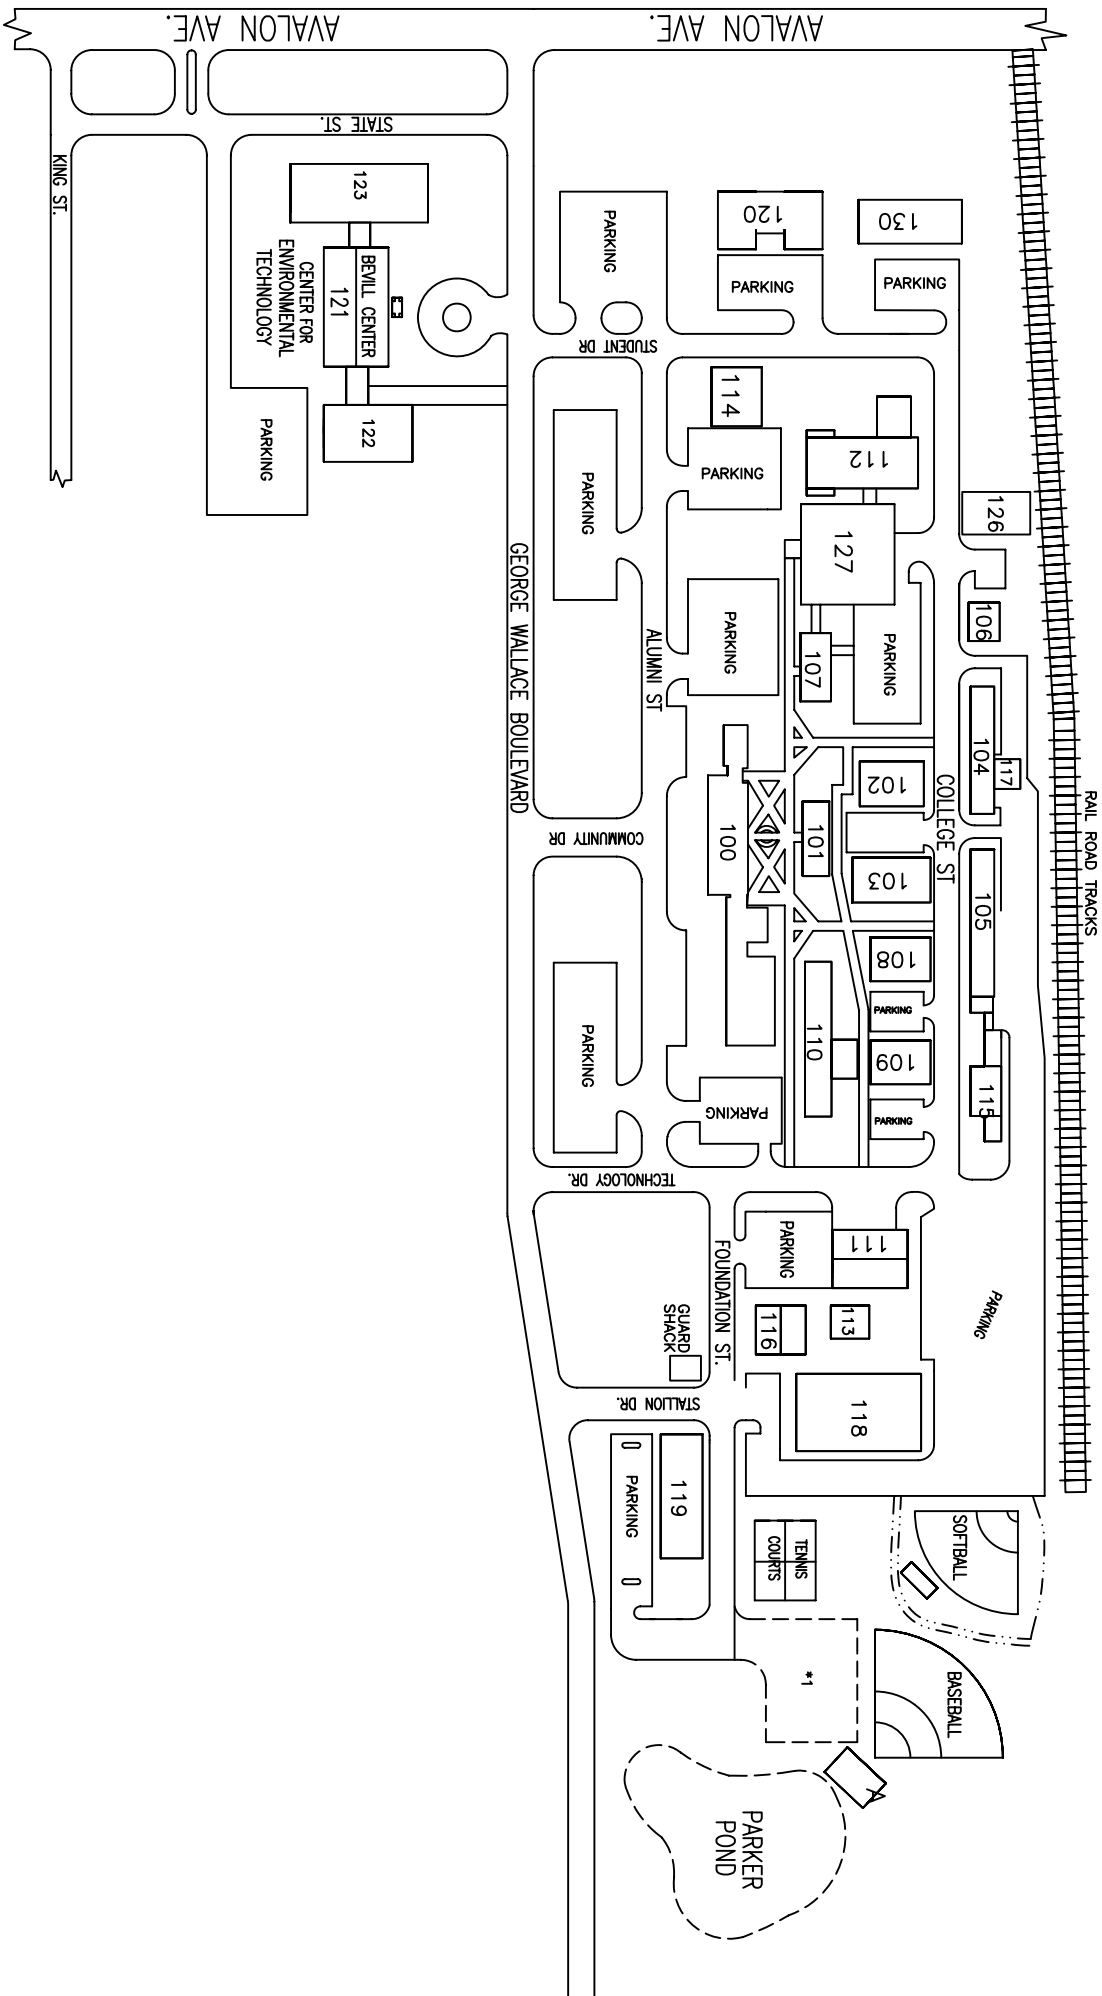 AVALON AVE.
AVALON AVE.
STATE ST.
KING ST.
123
CENTER FOR
ENVIRONMENTAL
TECHNOLOGY
BEVILL CENTER
121
122
PARKING
PARKING
120
130
PARKING
PARKING
STUDENT DR
114
PARKING
112
127
126
106
PARKING
PARKING
PARKING
107
ALUMNI ST
GEORGE WALLACE BOULEVARD
COMMUNITY DR
100
101
102
103
COLLEGE ST
104
117
RAIL ROAD TRACKS
105
108
PARKING
109
PARKING
110
115
PARKING
PARKING
TECHNOLOGY DR.
FOUNDATION ST.
PARKING
111
PARKING
GUARD
SHACK
116
113
STALLION DR.
118
119
PARKING
TENNIS
COURTS
SOFTBALL
BASEBALL
*1
PARKER
POND